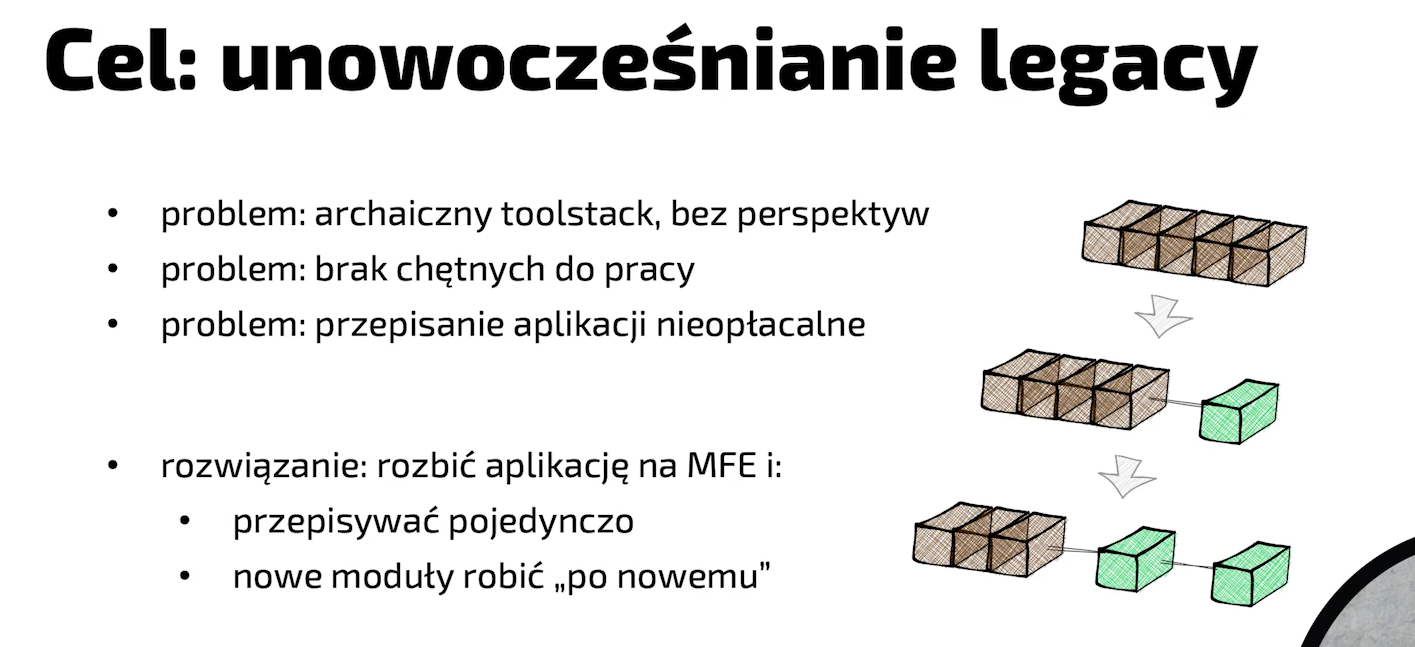 Cel: unowocześnianie legacy
• problem: archaiczny toolstack, bez perspektyw
• problem: brak chętnych do pracy
• problem: przepisanie aplikacji nieopłacalne
• rozwiązanie: rozbić aplikację na MFE i:
• przepisywać pojedynczo
• nowe moduły robić „po nowemu”